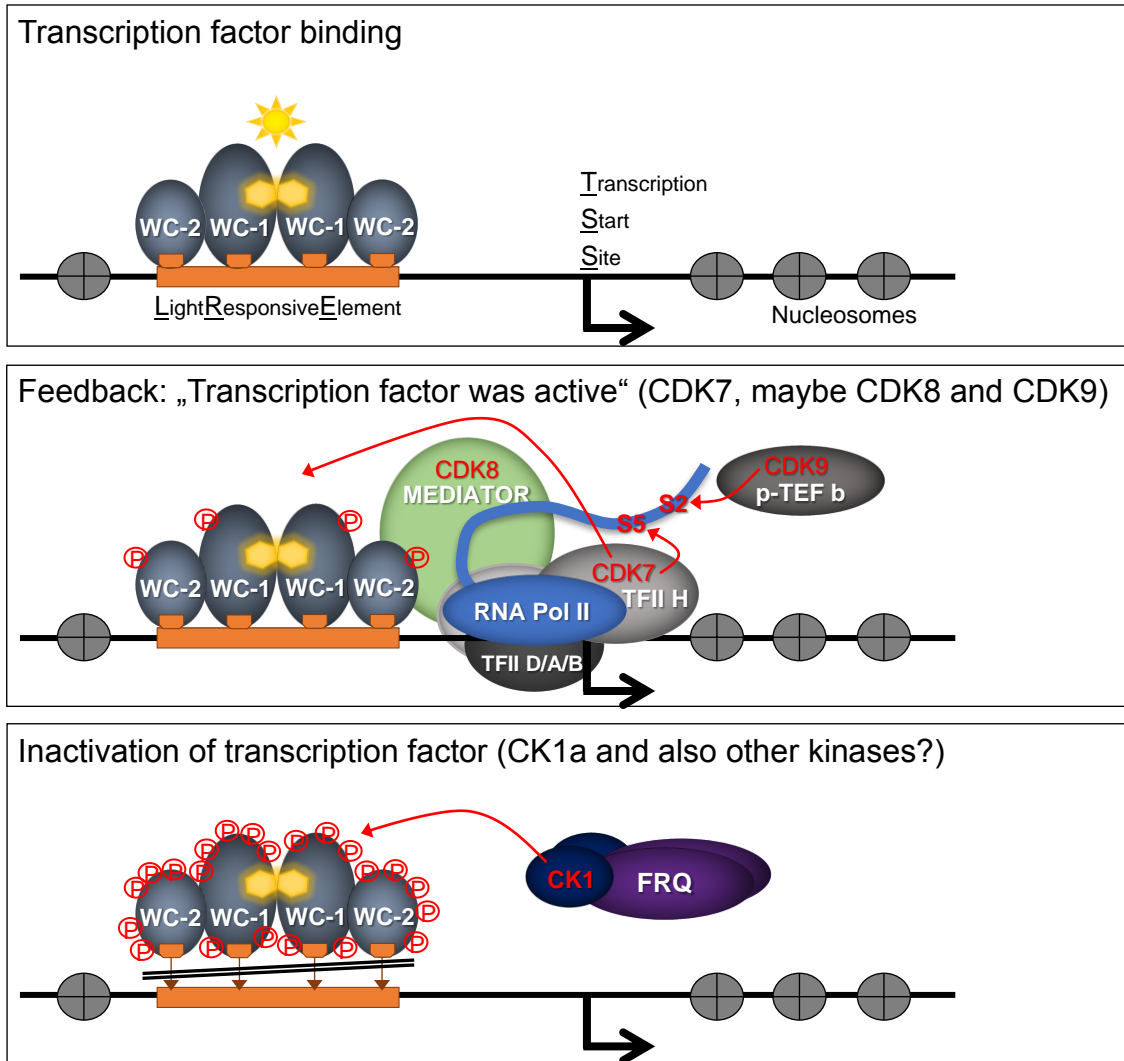 Transcription factor binding
Transcription
Start
Site
WC-2 WC-1 WC-1 WC-2
LightResponsiveElement
Nucleosomes
Feedback: „Transcription factor was active“ (CDK7, maybe CDK8 and CDK9)
CDK8
MEDIATOR
CDK9
p-TEF b
S2
S5
P P P P
CDK7
TFII H
WC-2 WC-1 WC-1 WC-2
RNA Pol II
TFII D/A/B
Inactivation of transcription factor (CK1a and also other kinases?)
P P P P P P P P P P P P P P P P P P P P P P P P P P P P
CK1
FRQ
WC-2 WC-1 WC-1 WC-2